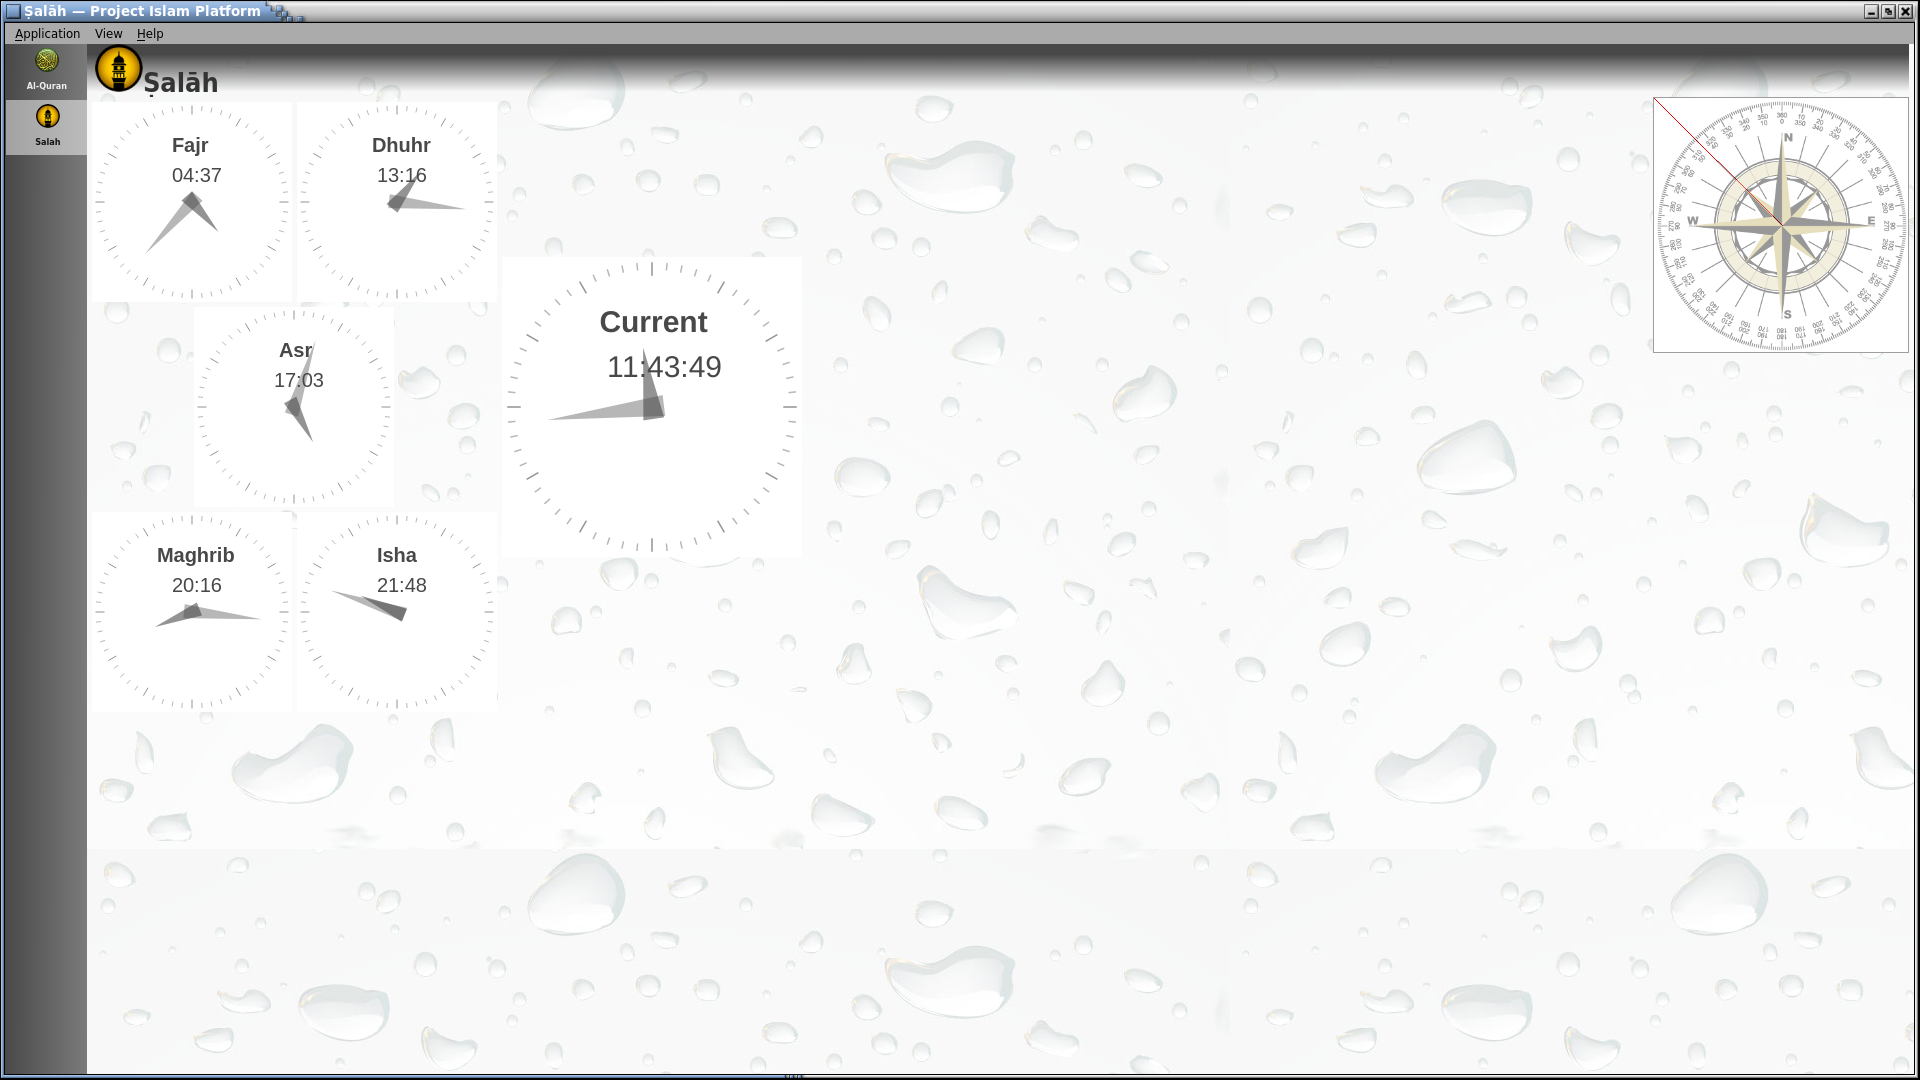 Ṣalāh — Project Islam Platform
Application View Help
Al-Quran
Salah
Ṣalāh
Fajr
04:37
Dhuhr
13:16
Asr
17:03
Maghrib
20:16
Isha
21:48
Current
11:43:49
N
W
E
S